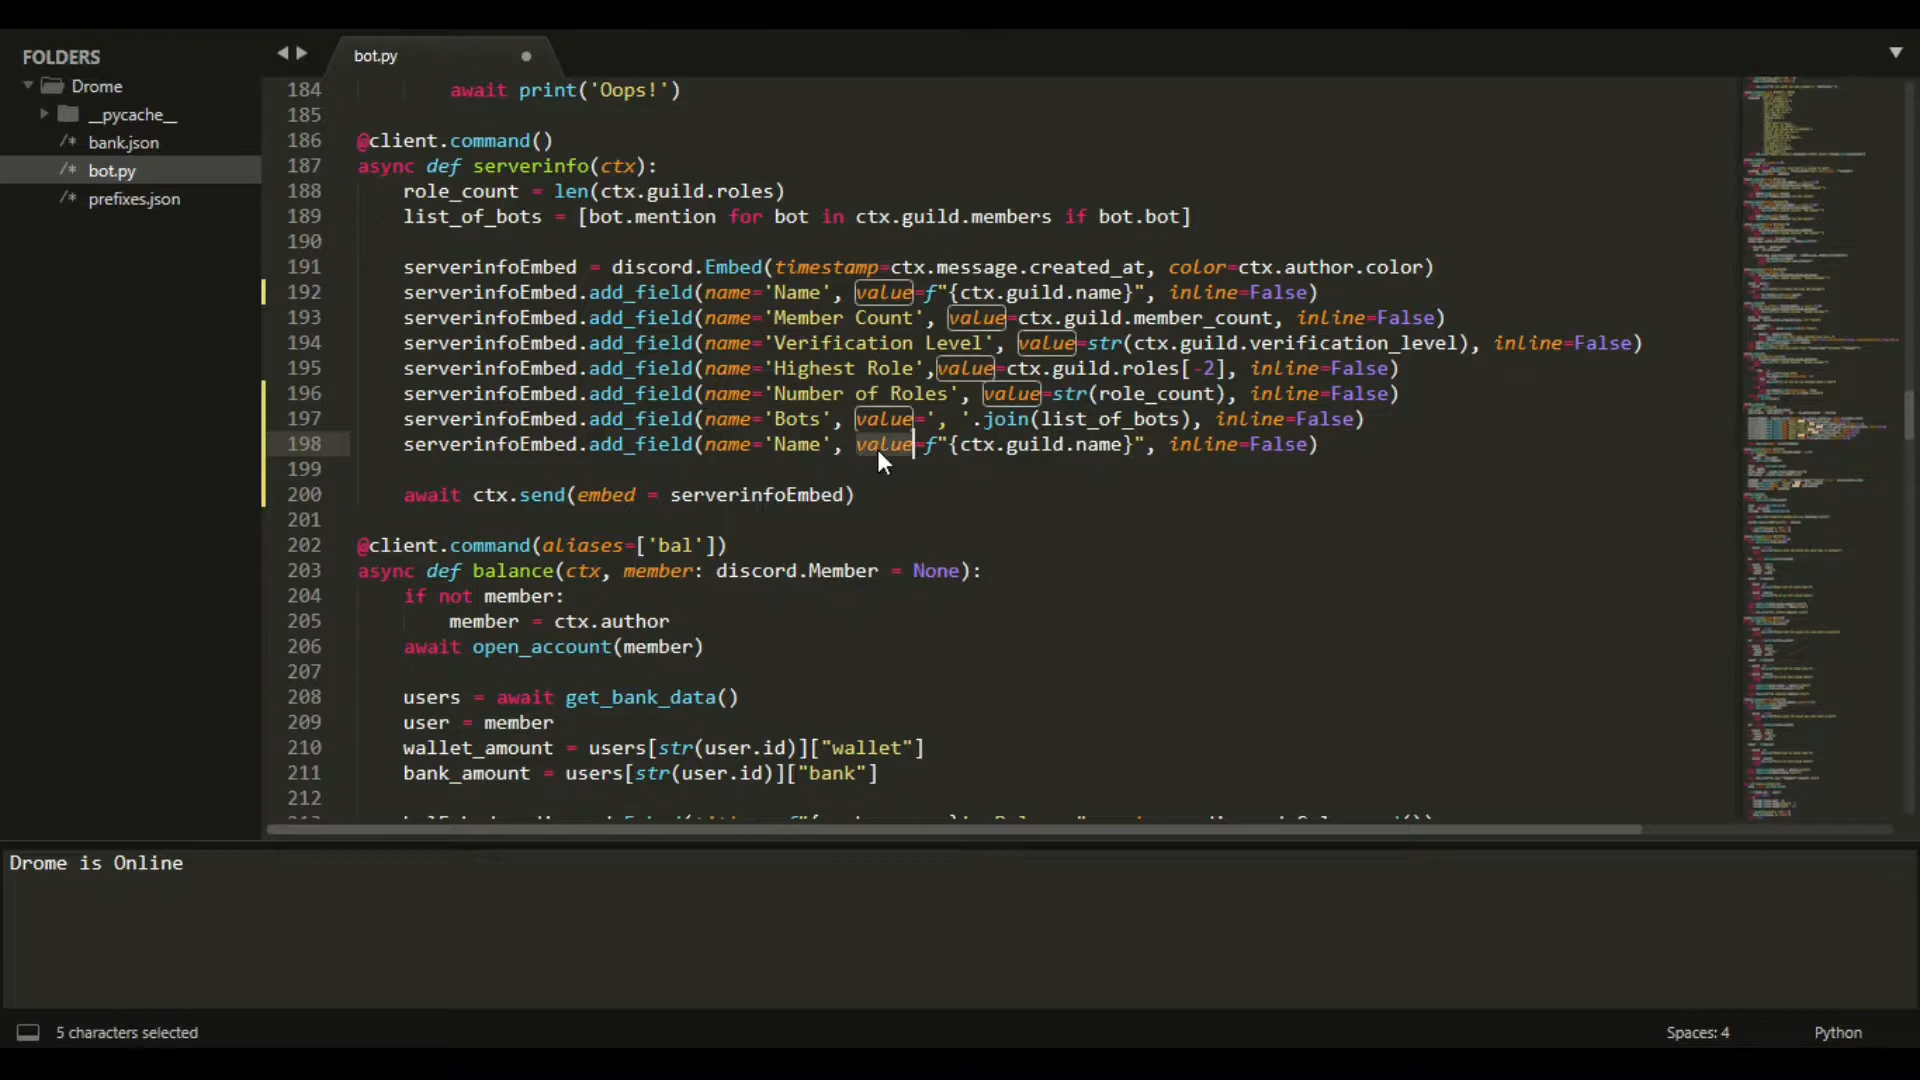 FOLDERS
Drome
__pycache__
/* bank.json
/* bot.py
/* prefixes.json
bot.py
184 await print('Oops!')
185
186 @client.command()
187 async def serverinfo(ctx):
188 role_count = len(ctx.guild.roles)
189 list_of_bots = [bot.mention for bot in ctx.guild.members if bot.bot]
190
191 serverinfoEmbed = discord.Embed(timestamp=ctx.message.created_at, color=ctx.author.color)
192 serverinfoEmbed.add_field(name='Name', value=f"{ctx.guild.name}", inline=False)
193 serverinfoEmbed.add_field(name='Member Count', value=ctx.guild.member_count, inline=False)
194 serverinfoEmbed.add_field(name='Verification Level', value=str(ctx.guild.verification_level), inline=False)
195 serverinfoEmbed.add_field(name='Highest Role',value=ctx.guild.roles[-2], inline=False)
196 serverinfoEmbed.add_field(name='Number of Roles', value=str(role_count), inline=False)
197 serverinfoEmbed.add_field(name='Bots', value=', '.join(list_of_bots), inline=False)
198 serverinfoEmbed.add_field(name='Name', value=f"{ctx.guild.name}", inline=False)
199
200 await ctx.send(embed = serverinfoEmbed)
201
202 @client.command(aliases=['bal'])
203 async def balance(ctx, member: discord.Member = None):
204 if not member:
205 member = ctx.author
206 await open_account(member)
207
208 users = await get_bank_data()
209 user = member
210 wallet_amount = users[str(user.id)]["wallet"]
211 bank_amount = users[str(user.id)]["bank"]
212
Drome is Online
5 characters selected
Spaces: 4
Python